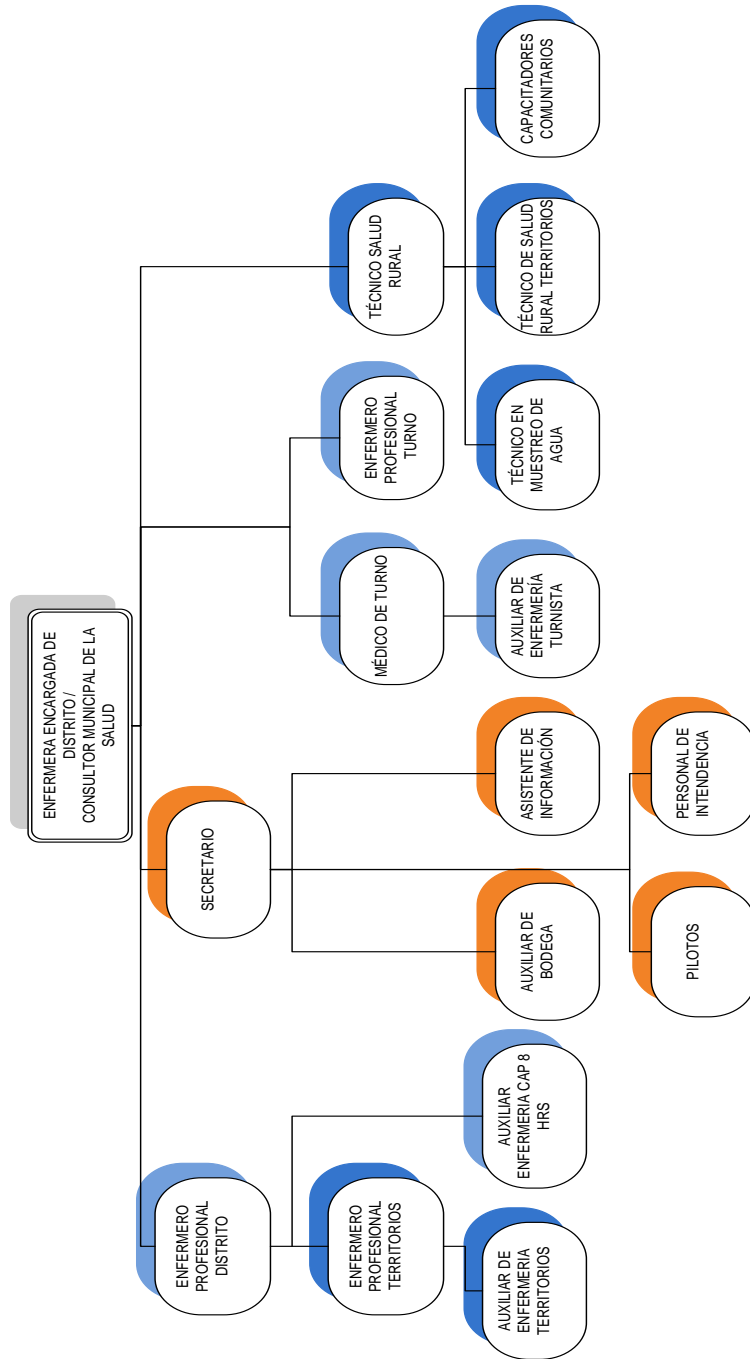 ENFERMERA ENCARGADA DE
DISTRITO /
CONSULTOR MUNICIPAL DE LA
SALUD
ENFERMERO
PROFESIONAL
DISTRITO
SECRETARIO
MÉDICO DE TURNO
ENFERMERO
PROFESIONAL
TURNO
TÉCNICO SALUD
RURAL
ENFERMERO
PROFESIONAL
TERRITORIOS
AUXILIAR DE
ENFERMERIA
TERRITORIOS
AUXILIAR
ENFERMERIA CAP 8
HRS
AUXILIAR DE
BODEGA
ASISTENTE DE
INFORMACIÓN
AUXILIAR DE
ENFERMERÍA
TURNISTA
TÉCNICO EN
MUESTREO DE
AGUA
TÉCNICO DE SALUD
RURAL TERRITORIOS
CAPACITADORES
COMUNITARIOS
PILOTOS
PERSONAL DE
INTENDENCIA